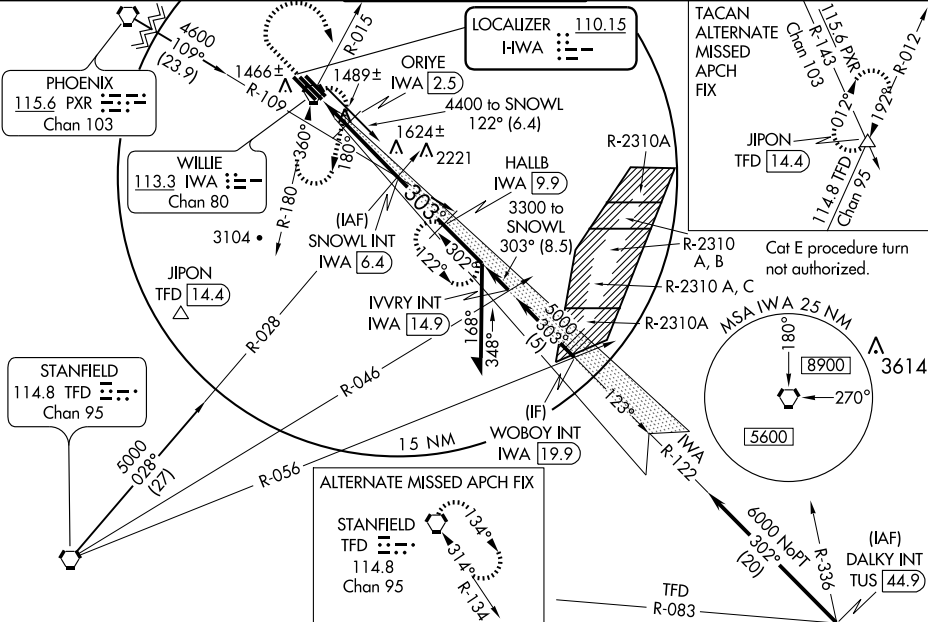 4600
109°
(23.9)
R-015
LOCALIZER 110.15
I-IWA
TACAN
ALTERNATE
MISSED
APCH
FIX
115.6 PXR
R-143
Chan 103
R-012
012°
192°
JIPON
TFD 14.4
114.8 TFD
Chan 95
PHOENIX
115.6 PXR
Chan 103
R-109
1466±
1489±
ORIYE
IWA 2.5
4400 to SNOWL
122° (6.4)
1624±
2221
WILLIE
113.3 IWA
Chan 80
360°
180°
R-180
HALLB
IWA 9.9
R-2310A
3300 to
SNOWL
303° (8.5)
303°
R-2310
A, B
R-2310 A, C
R-2310A
Cat E procedure turn
not authorized.
3104
(IAF)
SNOWL INT
IWA 6.4
302°
122°
JIPON
TFD 14.4
IVVRY INT
IWA 14.9
168°
348°
5000
303°
(5)
MSA IWA 25 NM
180°
8900
270°
5600
3614
R-028
R-046
R-056
STANFIELD
114.8 TFD
Chan 95
5000
028°
(27)
15 NM
(IF)
WOBOY INT
IWA 19.9
123°
IWA
R-122
ALTERNATE MISSED APCH FIX
STANFIELD
TFD
114.8
Chan 95
134°
314°
R-134
6000 NoPT
302°
(20)
R-336
(IAF)
DALKY INT
TUS 44.9
TFD
R-083